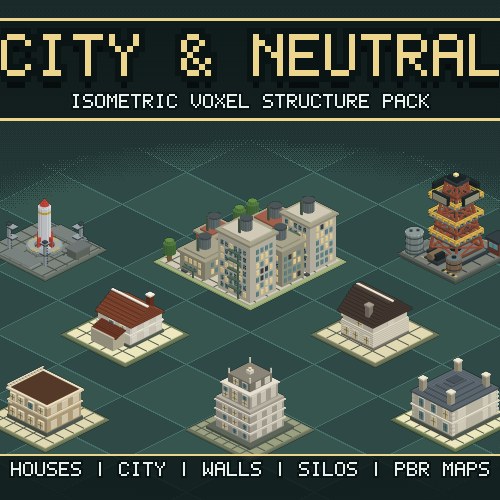 CITY & NEUTRAL
ISOMETRIC VOXEL STRUCTURE PACK
HOUSES | CITY | WALLS | SILOS | PBR MAPS